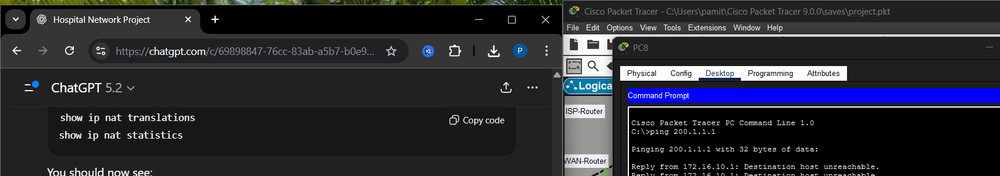 Hospital Network Project
https://chatgpt.com/c/69898847-76cc-83ab-a5b7-b0e9...
P
ChatGPT 5.2
show ip nat translations
show ip nat statistics
Copy code
You should now see:
Cisco Packet Tracer - C:\Users\pamit\Cisco Packet Tracer 9.0.0\saves\project.pkt
File Edit Options View Tools Extensions Window Help
PC8
Physical Config Desktop Programming Attributes
Logica
ISP-Router
WAN-Router
Command Prompt
Cisco Packet Tracer PC Command Line 1.0
C:\>ping 200.1.1.1
Pinging 200.1.1.1 with 32 bytes of data:
Reply from 172.16.10.1: Destination host unreachable.
Reply from 172.16.10.1: Destination host unreachable.